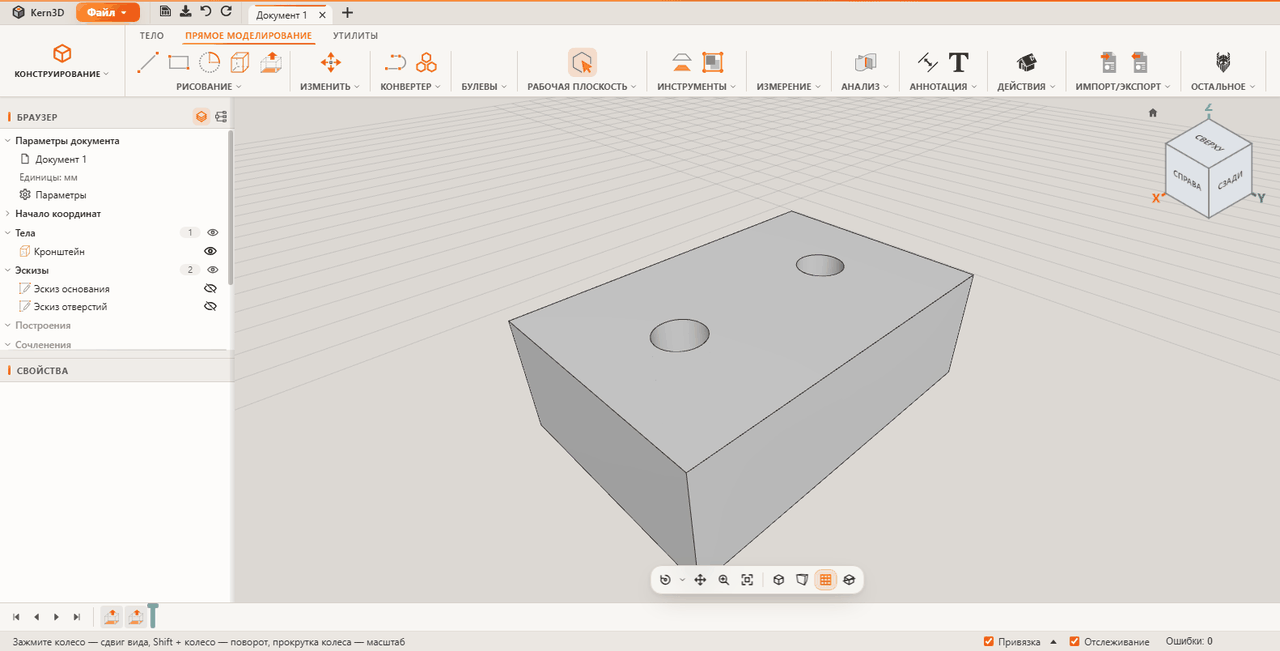 Kern3D
Файл
Документ 1
ТЕЛО
ПРЯМОЕ МОДЕЛИРОВАНИЕ
УТИЛИТЫ
КОНСТРУИРОВАНИЕ
РИСОВАНИЕ
ИЗМЕНИТЬ
КОНВЕРТЕР
БУЛЕВЫ
РАБОЧАЯ ПЛОСКОСТЬ
ИНСТРУМЕНТЫ
ИЗМЕРЕНИЕ
АНАЛИЗ
АННОТАЦИЯ
ДЕЙСТВИЯ
ИМПОРТ/ЭКСПОРТ
ОСТАЛЬНОЕ
БРАУЗЕР
Параметры документа
Документ 1
Единицы: мм
Параметры
Начало координат
Тела 1
Кронштейн
Эскизы 2
Эскиз основания
Эскиз отверстий
Построения
Сочленения
СВОЙСТВА
Z
СВЕРХУ
СПРАВА
СЗАДИ
X
Y
Зажмите колесо — сдвиг вида, Shift + колесо — поворот, прокрутка колеса — масштаб
Привязка
Отслеживание
Ошибки: 0